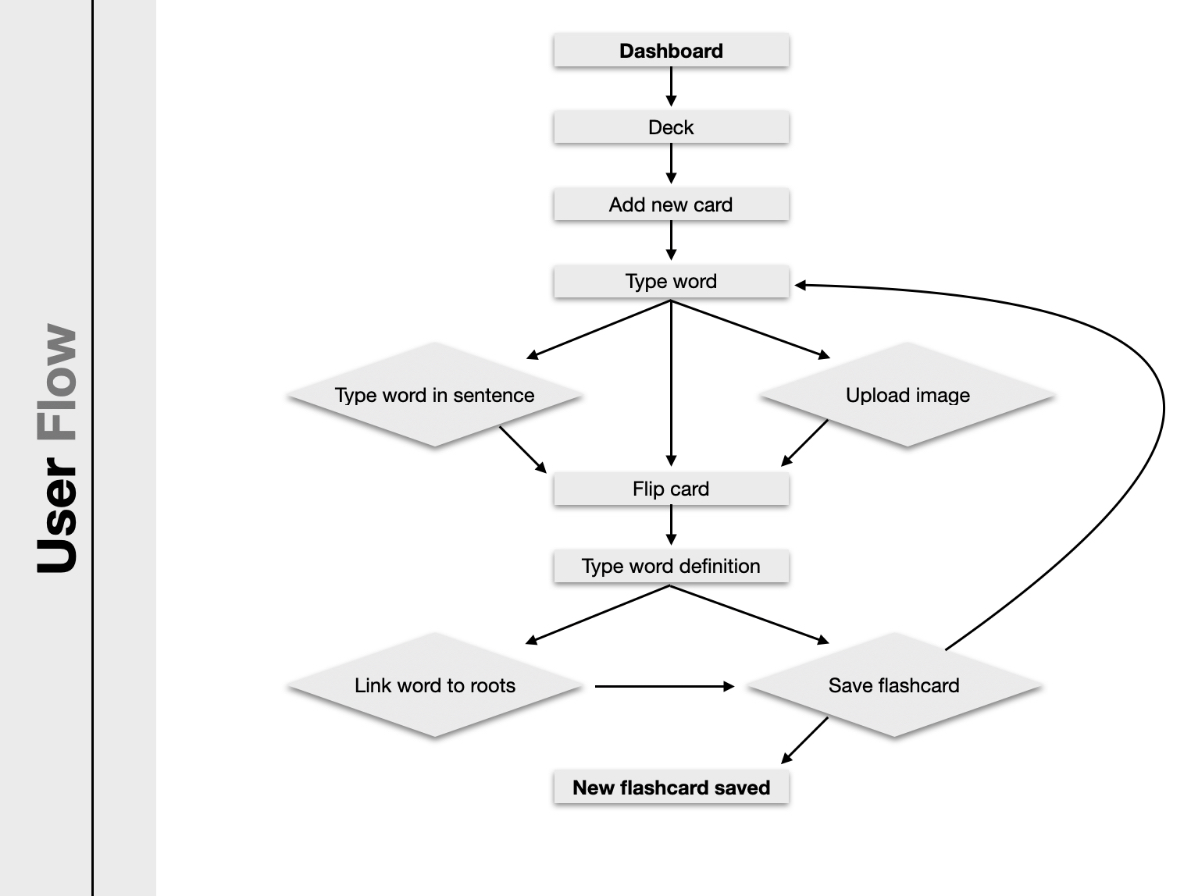 User Flow
Dashboard
Deck
Add new card
Type word
Type word in sentence
Upload image
Flip card
Type word definition
Link word to roots
Save flashcard
New flashcard saved